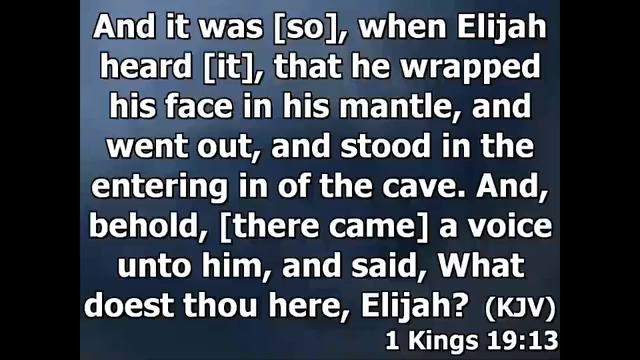 And it was [so], when Elijah
heard [it], that he wrapped
his face in his mantle, and
went out, and stood in the
entering in of the cave. And,
behold, [there came] a voice
unto him, and said, What
doest thou here, Elijah? (KJV)
1 Kings 19:13